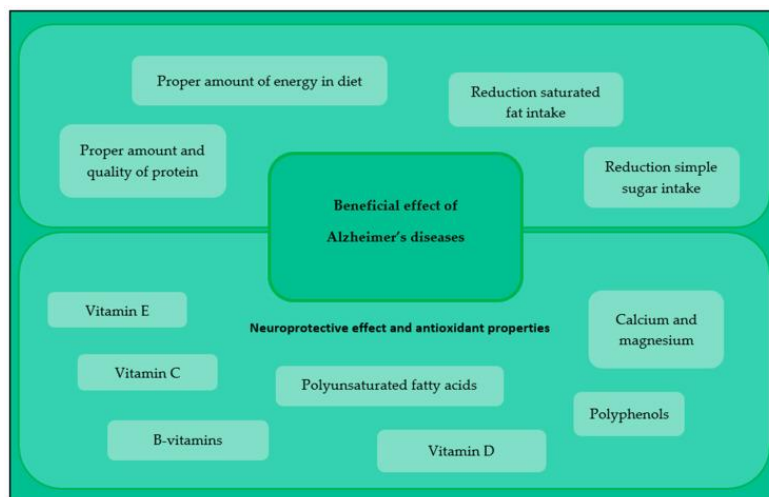 Proper amount of energy in diet
Reduction saturated
fat intake
Proper amount and
quality of protein
Reduction simple
sugar intake
Beneficial effect of
Alzheimer's diseases
Vitamin E
Neuroprotective effect and antioxidant properties
Calcium and
magnesium
Vitamin C
Polyunsaturated fatty acids
Polyphenols
B-vitamins
Vitamin D